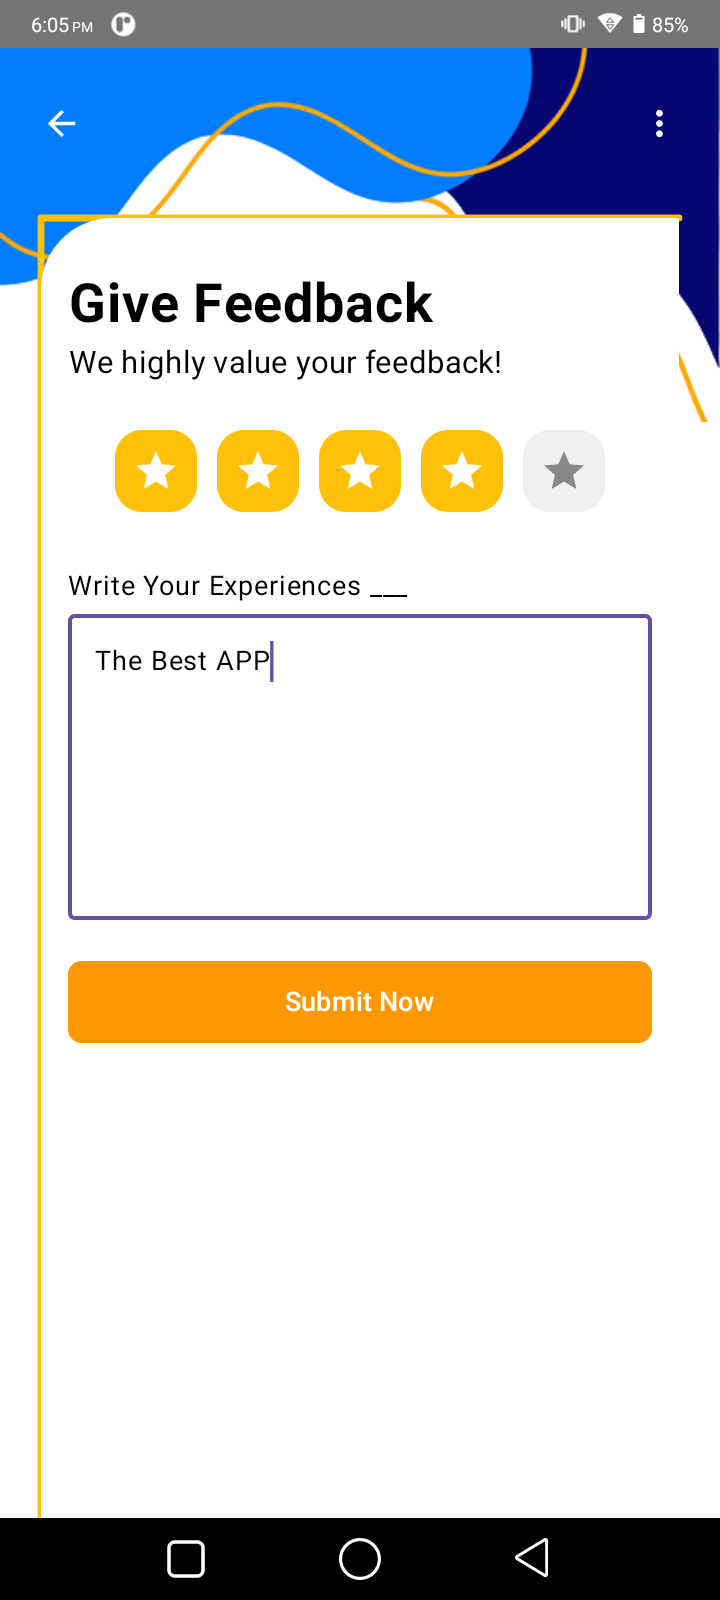 6:05 PM 85%
Give Feedback
We highly value your feedback!
Write Your Experiences ___
The Best APP
Submit Now